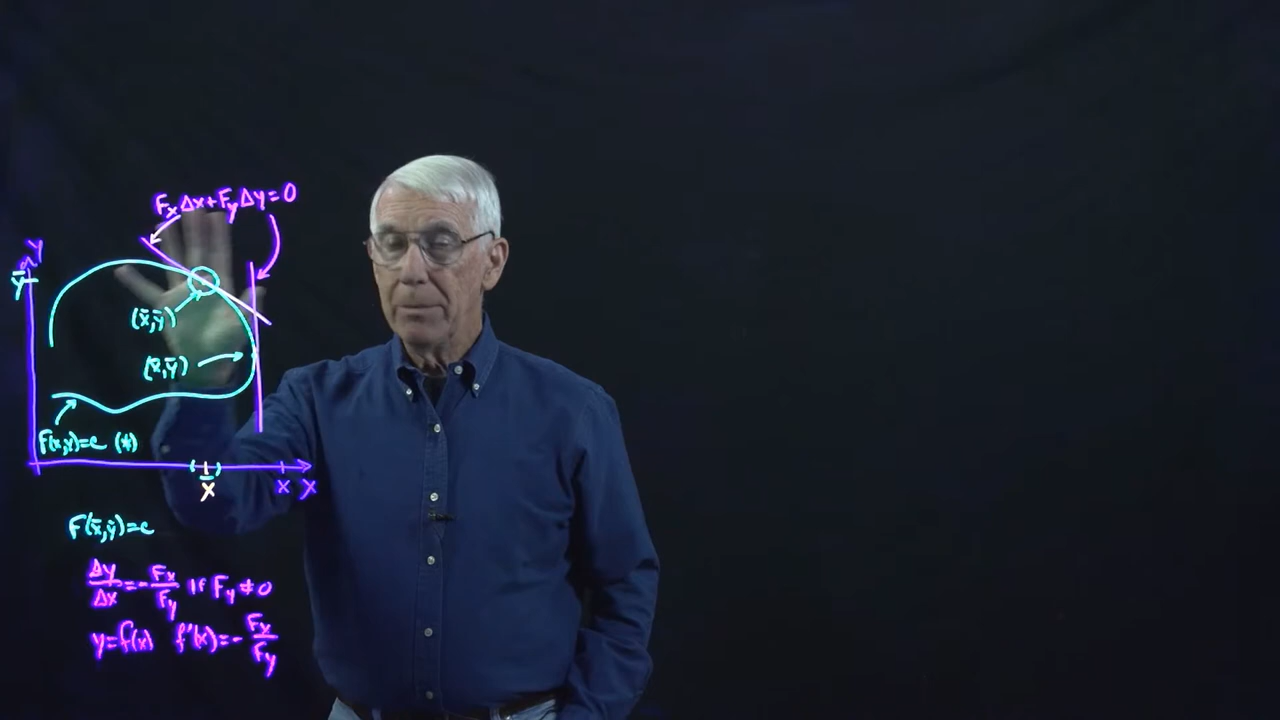 Fx Δx + Fy Δy = 0
y
ȳ
(x̄,ȳ)
(x̄,ȳ)
F(x,y)=c (*)
x̄ x x
F(x̄,ȳ)=c
Δy/Δx = -Fx/Fy if Fy ≠ 0
y=f(x) f'(x)= -Fx/Fy